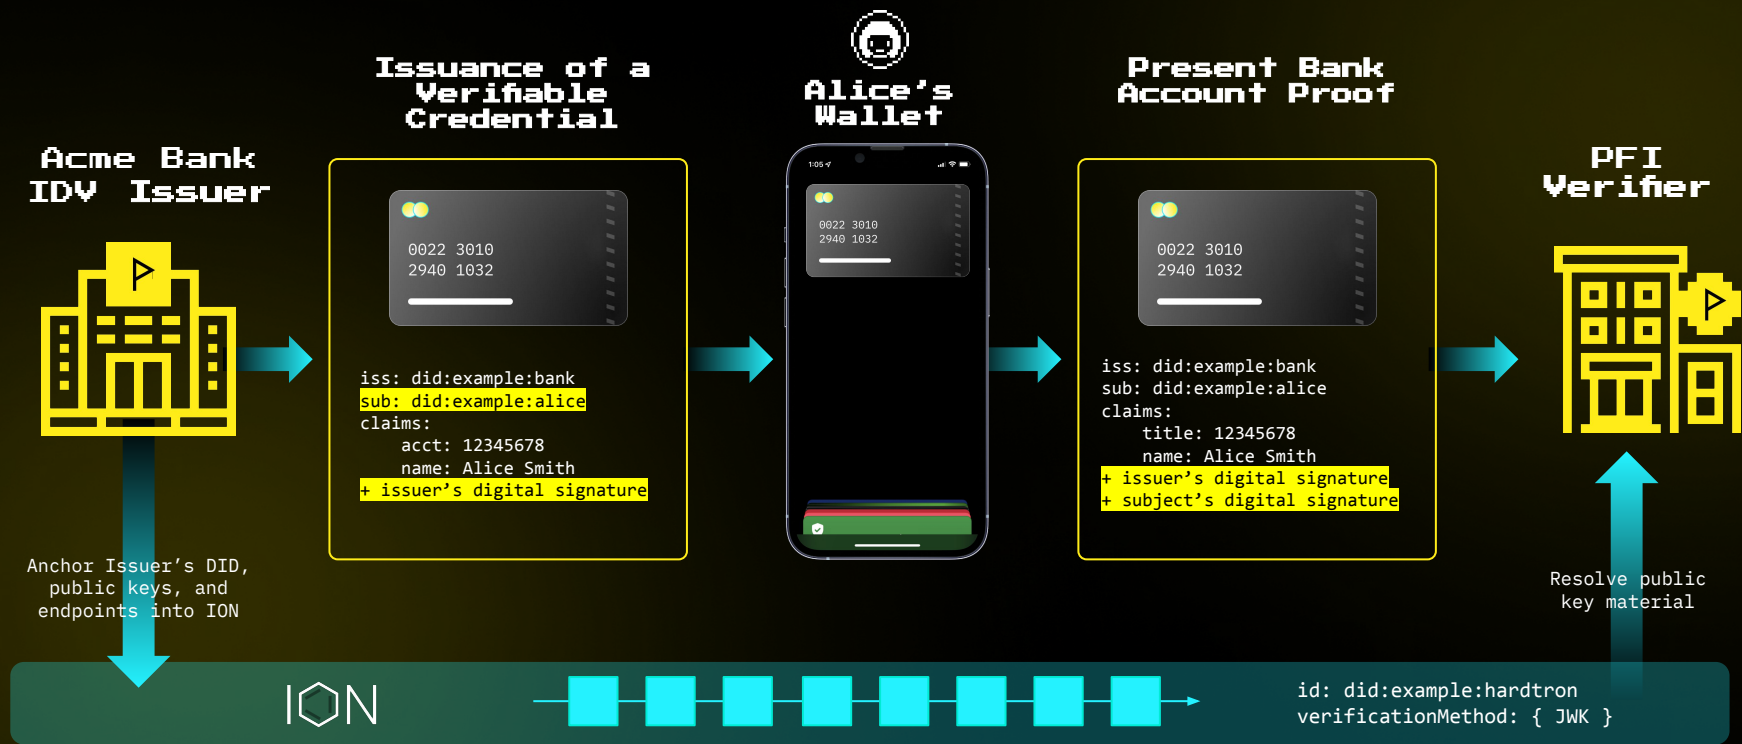 Acme Bank
IDV Issuer
Anchor Issuer’s DID,
public keys, and
endpoints into ION
Issuance of a
Verifiable
Credential
0022 3010
2940 1032
iss: did:example:bank
sub: did:example:alice
claims:
acct: 12345678
name: Alice Smith
+ issuer’s digital signature
Alice’s
Wallet
1:05
0022 3010
2940 1032
Present Bank
Account Proof
0022 3010
2940 1032
iss: did:example:bank
sub: did:example:alice
claims:
title: 12345678
name: Alice Smith
+ issuer’s digital signature
+ subject’s digital signature
PFI
Verifier
Resolve public
key material
ION
id: did:example:hardtron
verificationMethod: { JWK }